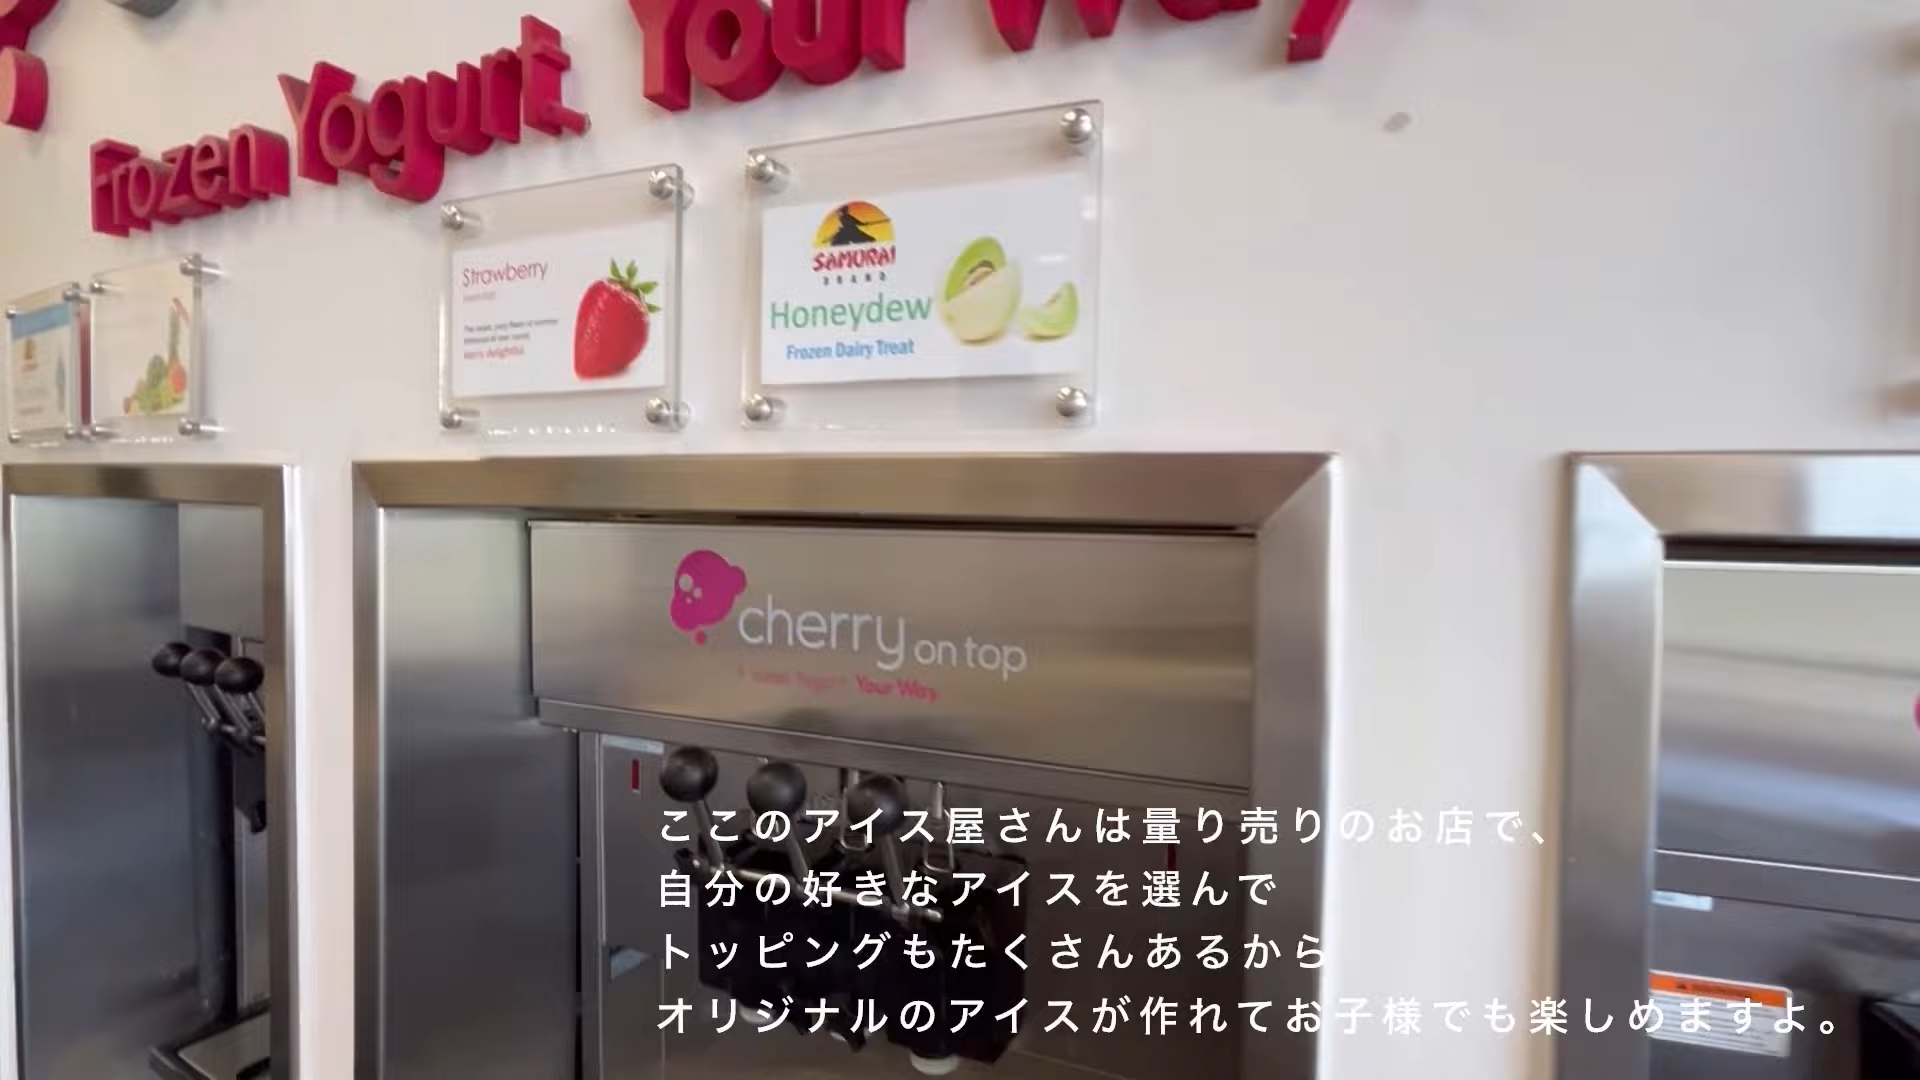 Frozen Yogurt. Your Way
Strawberry
SAMURAI
BRAND
Honeydew
Frozen Dairy Treat
cherry on top
Your Way
ここのアイス屋さんは量り売りのお店で、
自分の好きなアイスを選んで
トッピングもたくさんあるから
オリジナルのアイスが作れてお子様でも楽しめますよ。